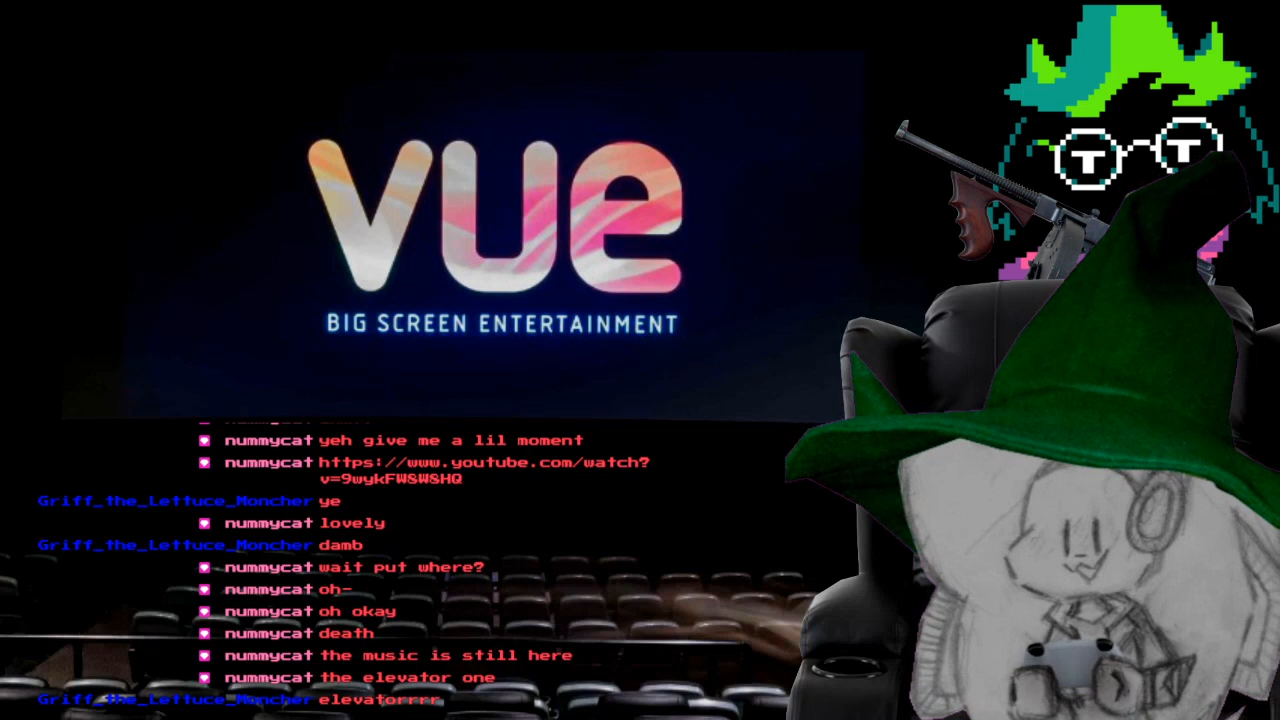 vue
BIG SCREEN ENTERTAINMENT
T T
nummycat yeh give me a lil moment
nummycat https://www.youtube.com/watch?
v=9wykFW8W8HQ
Griff_the_Lettuce_Moncher ye
nummycat lovely
Griff_the_Lettuce_Moncher damb
nummycat wait put where?
nummycat oh-
nummycat oh okay
nummycat death
nummycat the music is still here
nummycat the elevator one
Griff_the_Lettuce_Moncher elevatorrrr